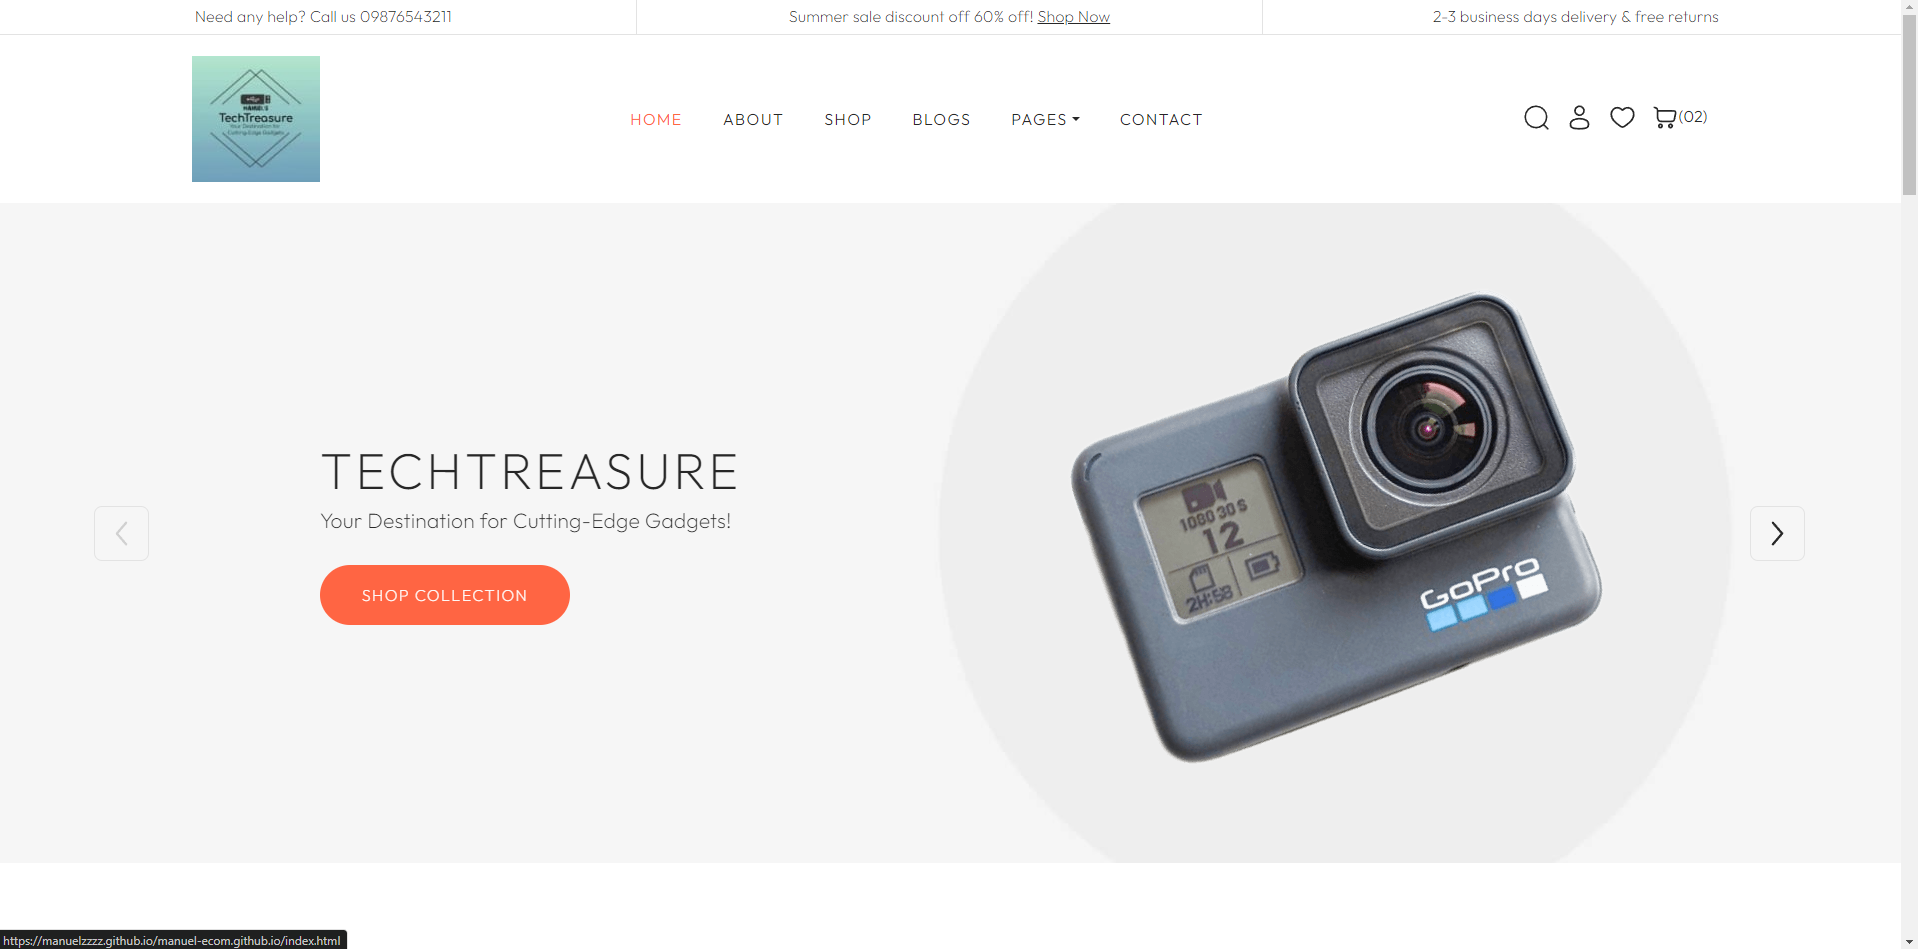 Need any help? Call us 09876543211
Summer sale discount off 60% off! Shop Now
2-3 business days delivery & free returns
MANUEL'S
TechTreasure
Your Destination for
Cutting-Edge Gadgets
HOME
ABOUT
SHOP
BLOGS
PAGES
CONTACT
(02)
TECHTREASURE
Your Destination for Cutting-Edge Gadgets!
SHOP COLLECTION
1080 30 S
12
2H:58
GoPro
https://manuelzzzz.github.io/manuel-ecom.github.io/index.html